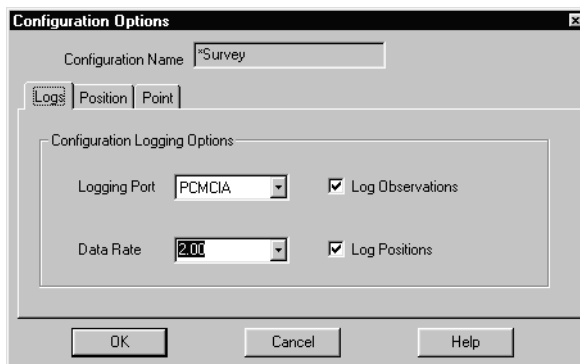 Configuration Options
Configuration Name *Survey
Logs Position Point
Configuration Logging Options
Logging Port PCMCIA Log Observations
Data Rate 2.00 Log Positions
OK Cancel Help